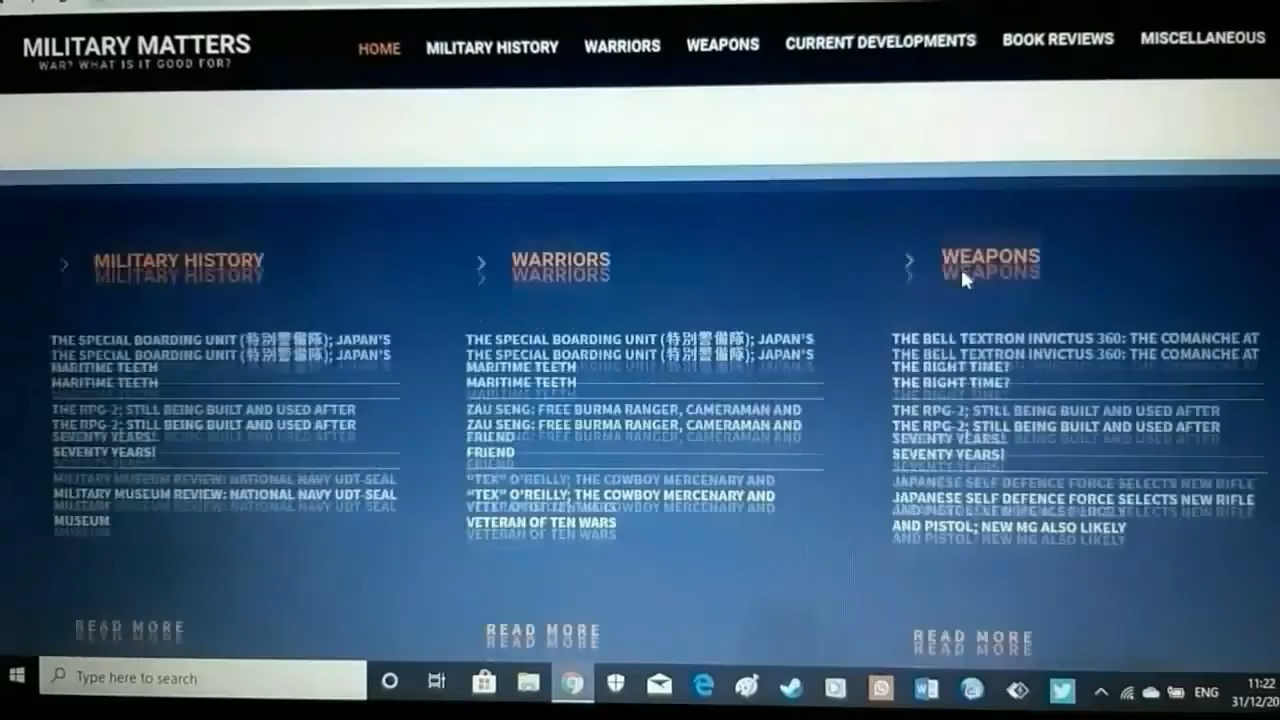 MILITARY MATTERS
WAR? WHAT IS IT GOOD FOR?
HOME MILITARY HISTORY WARRIORS WEAPONS CURRENT DEVELOPMENTS BOOK REVIEWS MISCELLANEOUS
MILITARY HISTORY
THE SPECIAL BOARDING UNIT (特別警備隊); JAPAN'S
MARITIME TEETH
THE RPG-2; STILL BEING BUILT AND USED AFTER
SEVENTY YEARS!
MILITARY MUSEUM REVIEW: NATIONAL NAVY UDT-SEAL
MUSEUM
READ MORE
WARRIORS
THE SPECIAL BOARDING UNIT (特別警備隊); JAPAN'S
MARITIME TEETH
ZAU SENG: FREE BURMA RANGER, CAMERAMAN AND
FRIEND
"TEX" O'REILLY; THE COWBOY MERCENARY AND
VETERAN OF TEN WARS
READ MORE
WEAPONS
THE BELL TEXTRON INVICTUS 360: THE COMANCHE AT
THE RIGHT TIME?
THE RPG-2; STILL BEING BUILT AND USED AFTER
SEVENTY YEARS!
JAPANESE SELF DEFENCE FORCE SELECTS NEW RIFLE
AND PISTOL; NEW MG ALSO LIKELY
READ MORE
Type here to search
ENG
11:22
31/12/20